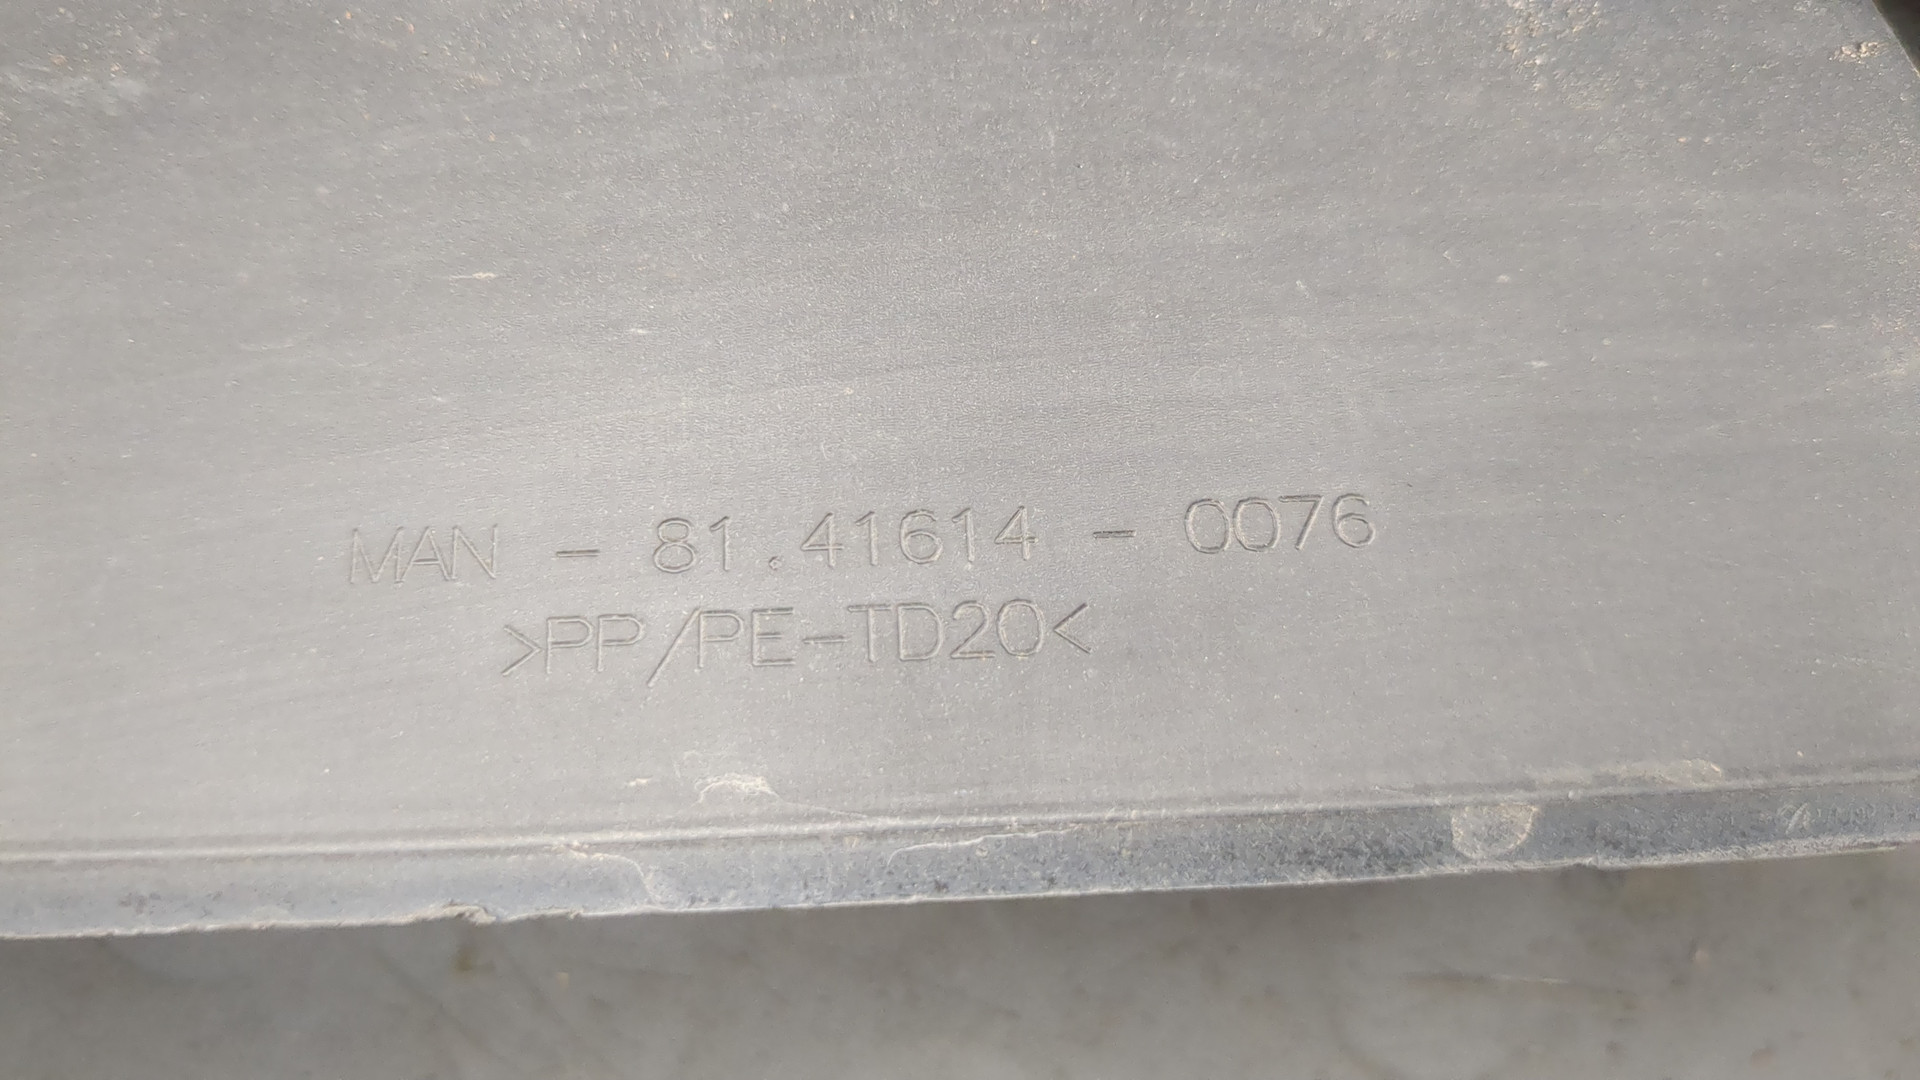 MAN - 81.41614 - 0076
>PP/PE-TD20<